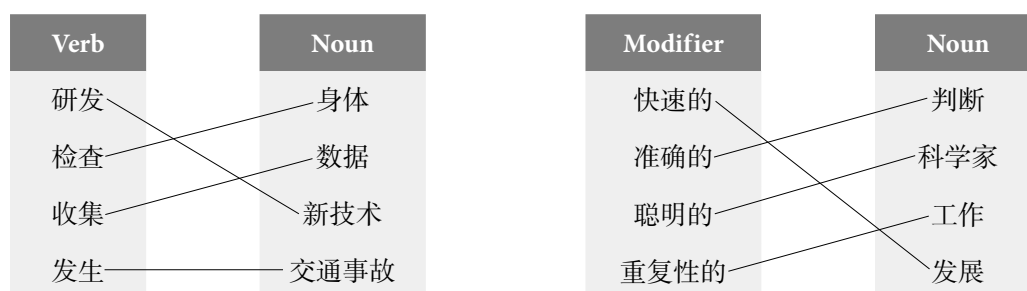 Verb Noun Modifier Noun
研发 身体 快速的 判断
检查 数据 准确的 科学家
收集 新技术 聪明的 工作
发生 交通事故 重复性的 发展